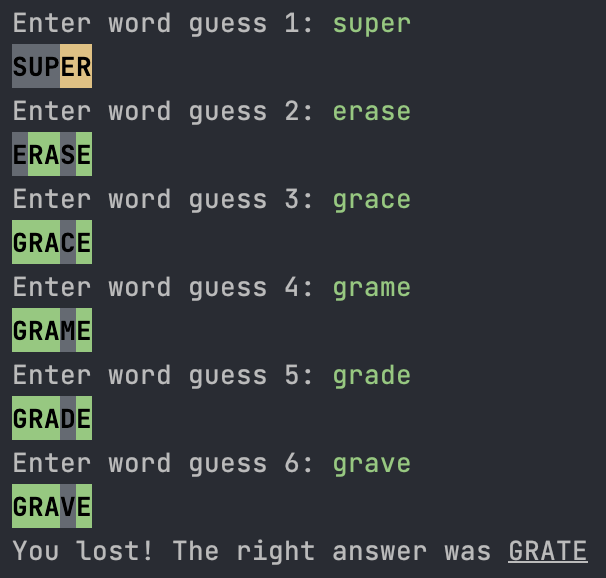 Enter word guess 1: super
SUPER
Enter word guess 2: erase
ERASE
Enter word guess 3: grace
GRACE
Enter word guess 4: grame
GRAME
Enter word guess 5: grade
GRADE
Enter word guess 6: grave
GRAVE
You lost! The right answer was GRATE